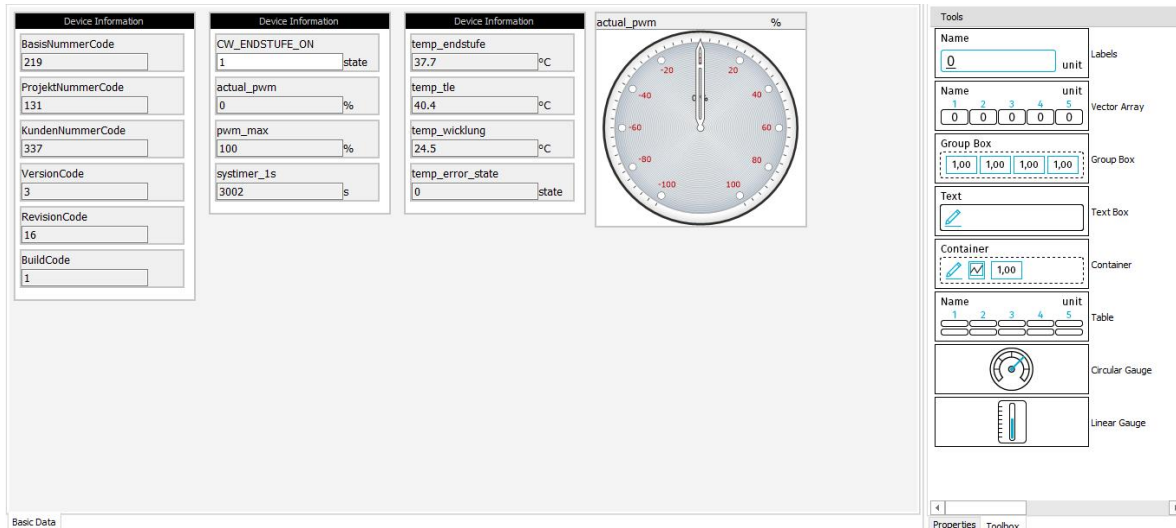 Device Information
BasisNummerCode
219
ProjektNummerCode
131
KundenNummerCode
337
VersionCode
3
RevisionCode
16
BuildCode
1
Device Information
CW_ENDSTUFE_ON
1 state
actual_pwm
0 %
pwm_max
100 %
systimer_1s
3002 s
Device Information
temp_endstufe
37.7 °C
temp_tle
40.4 °C
temp_wicklung
24.5 °C
temp_error_state
0 state
actual_pwm %
-20 20
-40 40
-60 60
-80 80
-100 100
Basic Data
Tools
Name
0 unit
Labels
Name unit
1 2 3 4 5
0 0 0 0 0
Vector Array
Group Box
1,00 1,00 1,00 1,00
Group Box
Text
Text Box
Container
1,00
Container
Name unit
1 2 3 4 5
Table
Circular Gauge
Linear Gauge
Properties Toolbox